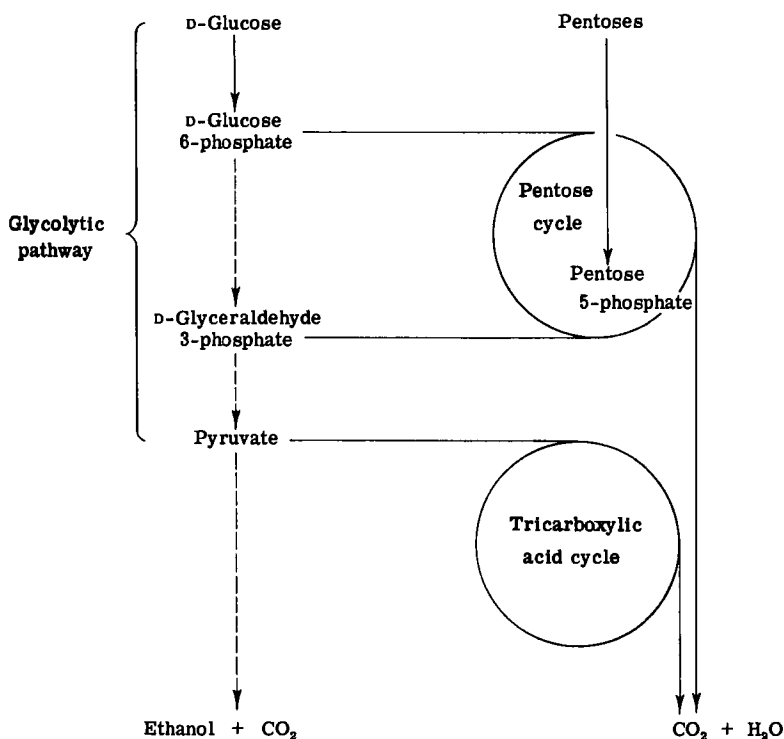 D-Glucose
Pentoses
D-Glucose
6-phosphate
Pentose
cycle
Glycolytic
pathway
Pentose
5-phosphate
D-Glyceraldehyde
3-phosphate
Pyruvate
Tricarboxylic
acid cycle
Ethanol + CO₂
CO₂ + H₂O